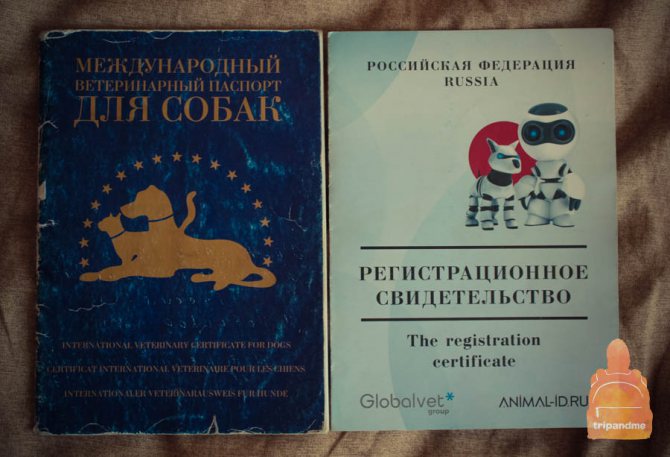 МЕЖДУНАРОДНЫЙ
ВЕТЕРИНАРНЫЙ ПАСПОРТ
ДЛЯ СОБАК
INTERNATIONAL VETERINARY CERTIFICATE FOR DOGS
CERTIFICAT INTERNATIONAL VETERINAIRE POUR LES CHIENS
INTERNATIONALER VETERINARAUSWEIS FUR HUNDE
РОССИЙСКАЯ ФЕДЕРАЦИЯ
RUSSIA
РЕГИСТРАЦИОННОЕ
СВИДЕТЕЛЬСТВО
The registration
certificate
Globalvet*
group
ANIMAL-ID.RU
tripandme